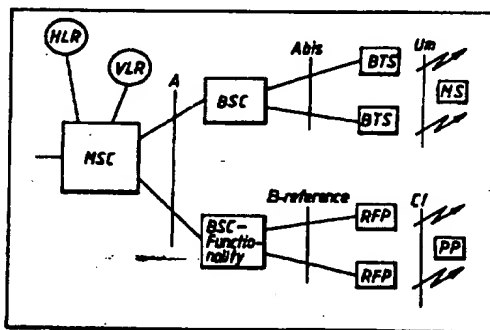 HLR
VLR
A
Abis
Um
BSC
BTS
BTS
MS
MSC
B-reference
CI
BSC-
Functio-
nality
RFP
RFP
PP